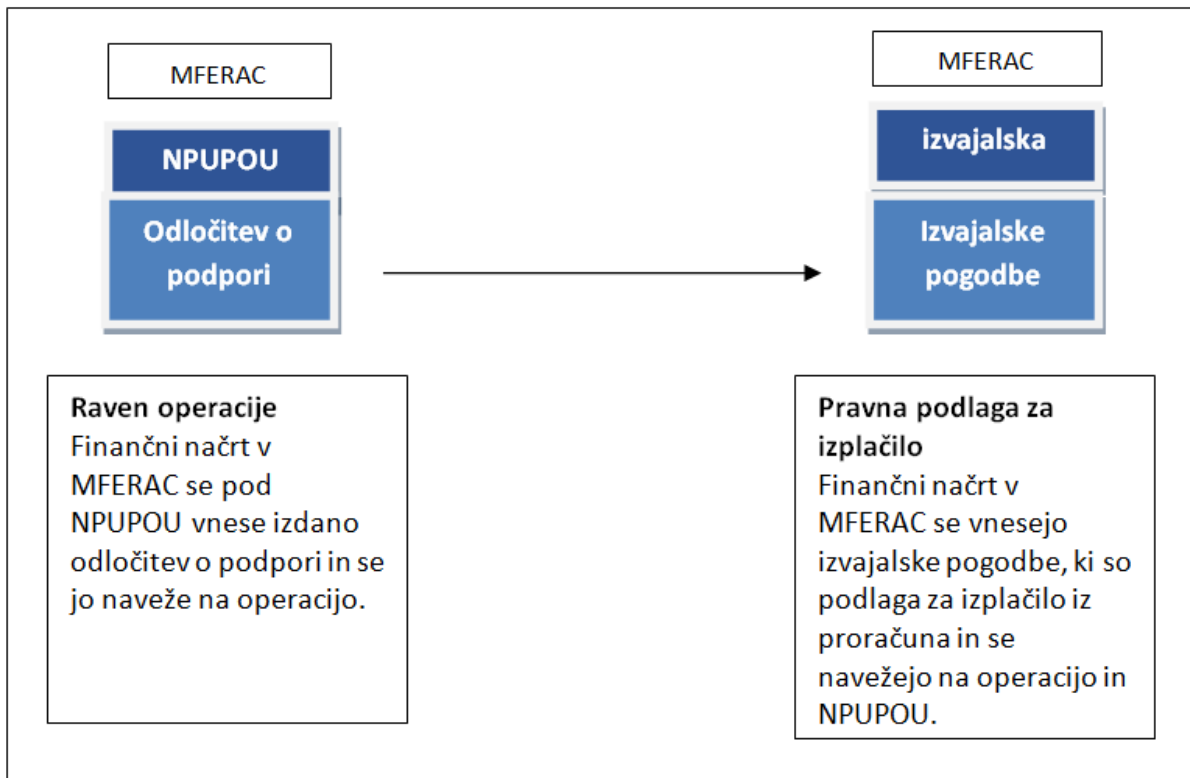 MFERAC
NPUPOU
Odločitev o
podpori
Raven operacije
Finančni načrt v
MFERAC se pod
NPUPOU vnese izdano
odločitev o podpori in se
jo naveže na operacijo.
MFERAC
izvajalska
Izvajalske
pogodbe
Pravna podlaga za
izplačilo
Finančni načrt v
MFERAC se vnesejo
izvajalske pogodbe, ki so
podlaga za izplačilo iz
proračuna in se
navežejo na operacijo in
NPUPOU.